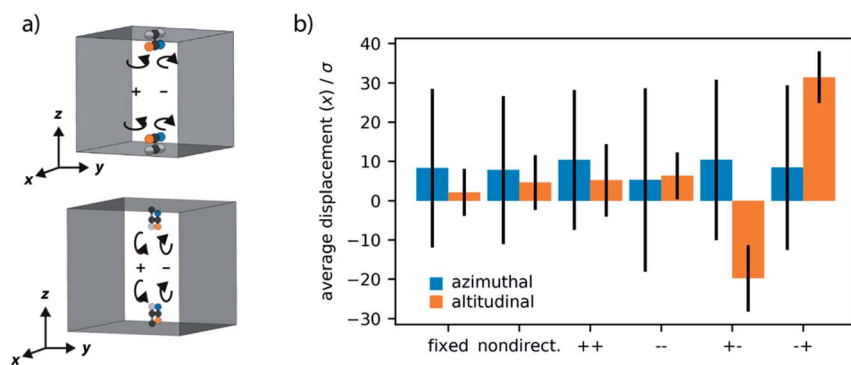 a)
+ −
z
x
y
+ −
z
x
y
b)
average displacement (x) / σ
40
30
20
10
0
−10
−20
−30
azimuthal
altitudinal
fixed nondirect. ++ -- +- -+